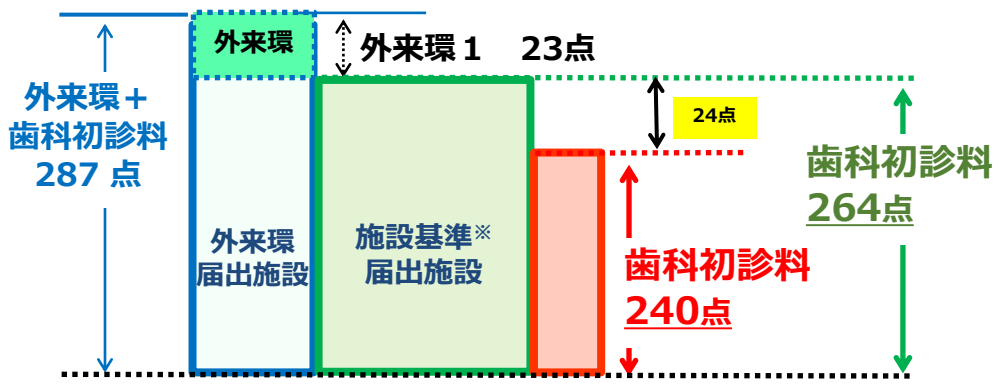 外来環
外来環１　23点
外来環＋
歯科初診料
287 点
24点
歯科初診料
264点
外来環
届出施設
施設基準※
届出施設
歯科初診料
240点